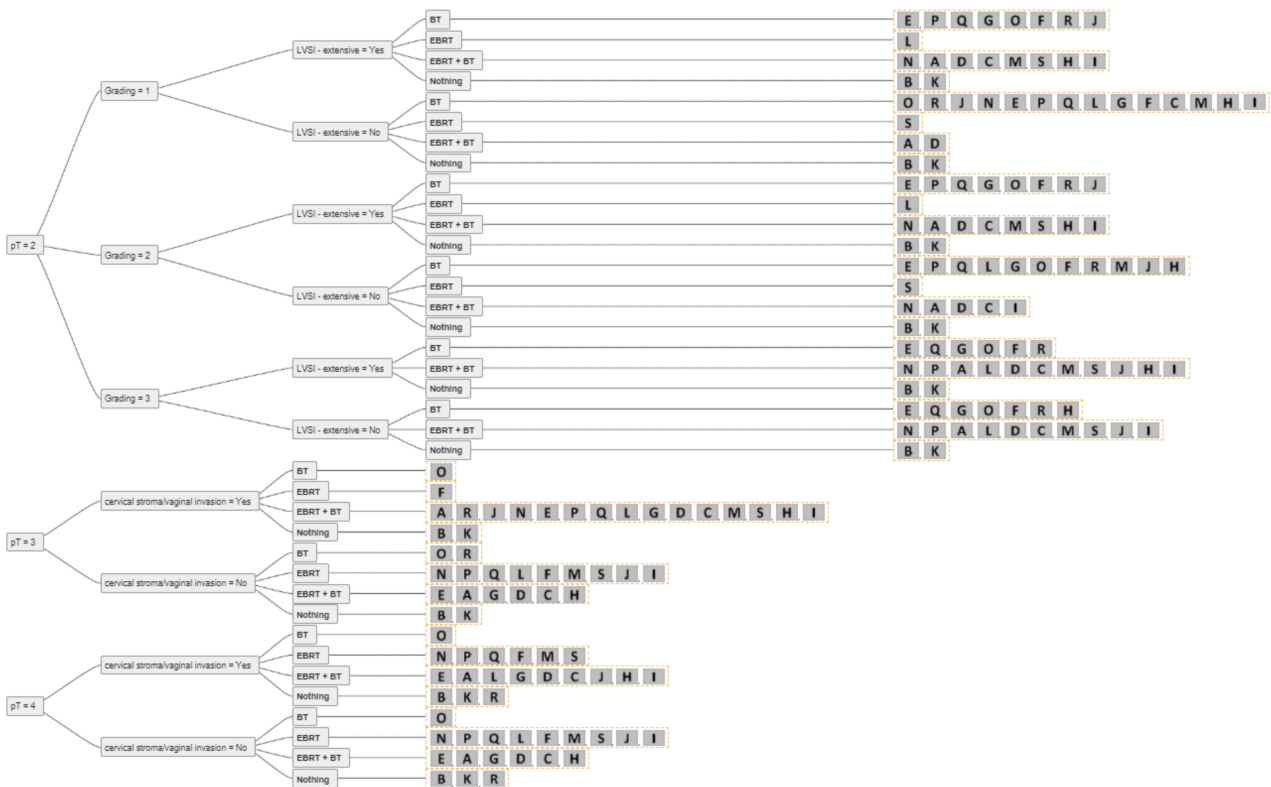 BT E P Q G O F R J
EBRT L
LVSI - extensive = Yes
EBRT + BT N A D C M S H I
Nothing B K
Grading = 1
BT O R J N E P Q L G F C M H I
EBRT S
LVSI - extensive = No
EBRT + BT A D
Nothing B K
BT E P Q G O F R J
EBRT L
LVSI - extensive = Yes
EBRT + BT N A D C M S H I
pT = 2
Nothing B K
Grading = 2
BT E P Q L G O F R M J H
EBRT S
LVSI - extensive = No
EBRT + BT N A D C I
Nothing B K
BT E Q G O F R
LVSI - extensive = Yes
EBRT + BT N P A L D C M S J H I
Nothing B K
Grading = 3
BT E Q G O F R H
LVSI - extensive = No
EBRT + BT N P A L D C M S J I
Nothing B K
BT O
EBRT F
cervical stroma/vaginal invasion = Yes
EBRT + BT A R J N E P Q L G D C M S H I
Nothing B K
pT = 3
BT O R
EBRT N P Q L F M S J I
cervical stroma/vaginal invasion = No
EBRT + BT E A G D C H
Nothing B K
BT O
EBRT N P Q F M S
cervical stroma/vaginal invasion = Yes
EBRT + BT E A L G D C J H I
Nothing B K R
pT = 4
BT O
EBRT N P Q L F M S J I
cervical stroma/vaginal invasion = No
EBRT + BT E A G D C H
Nothing B K R